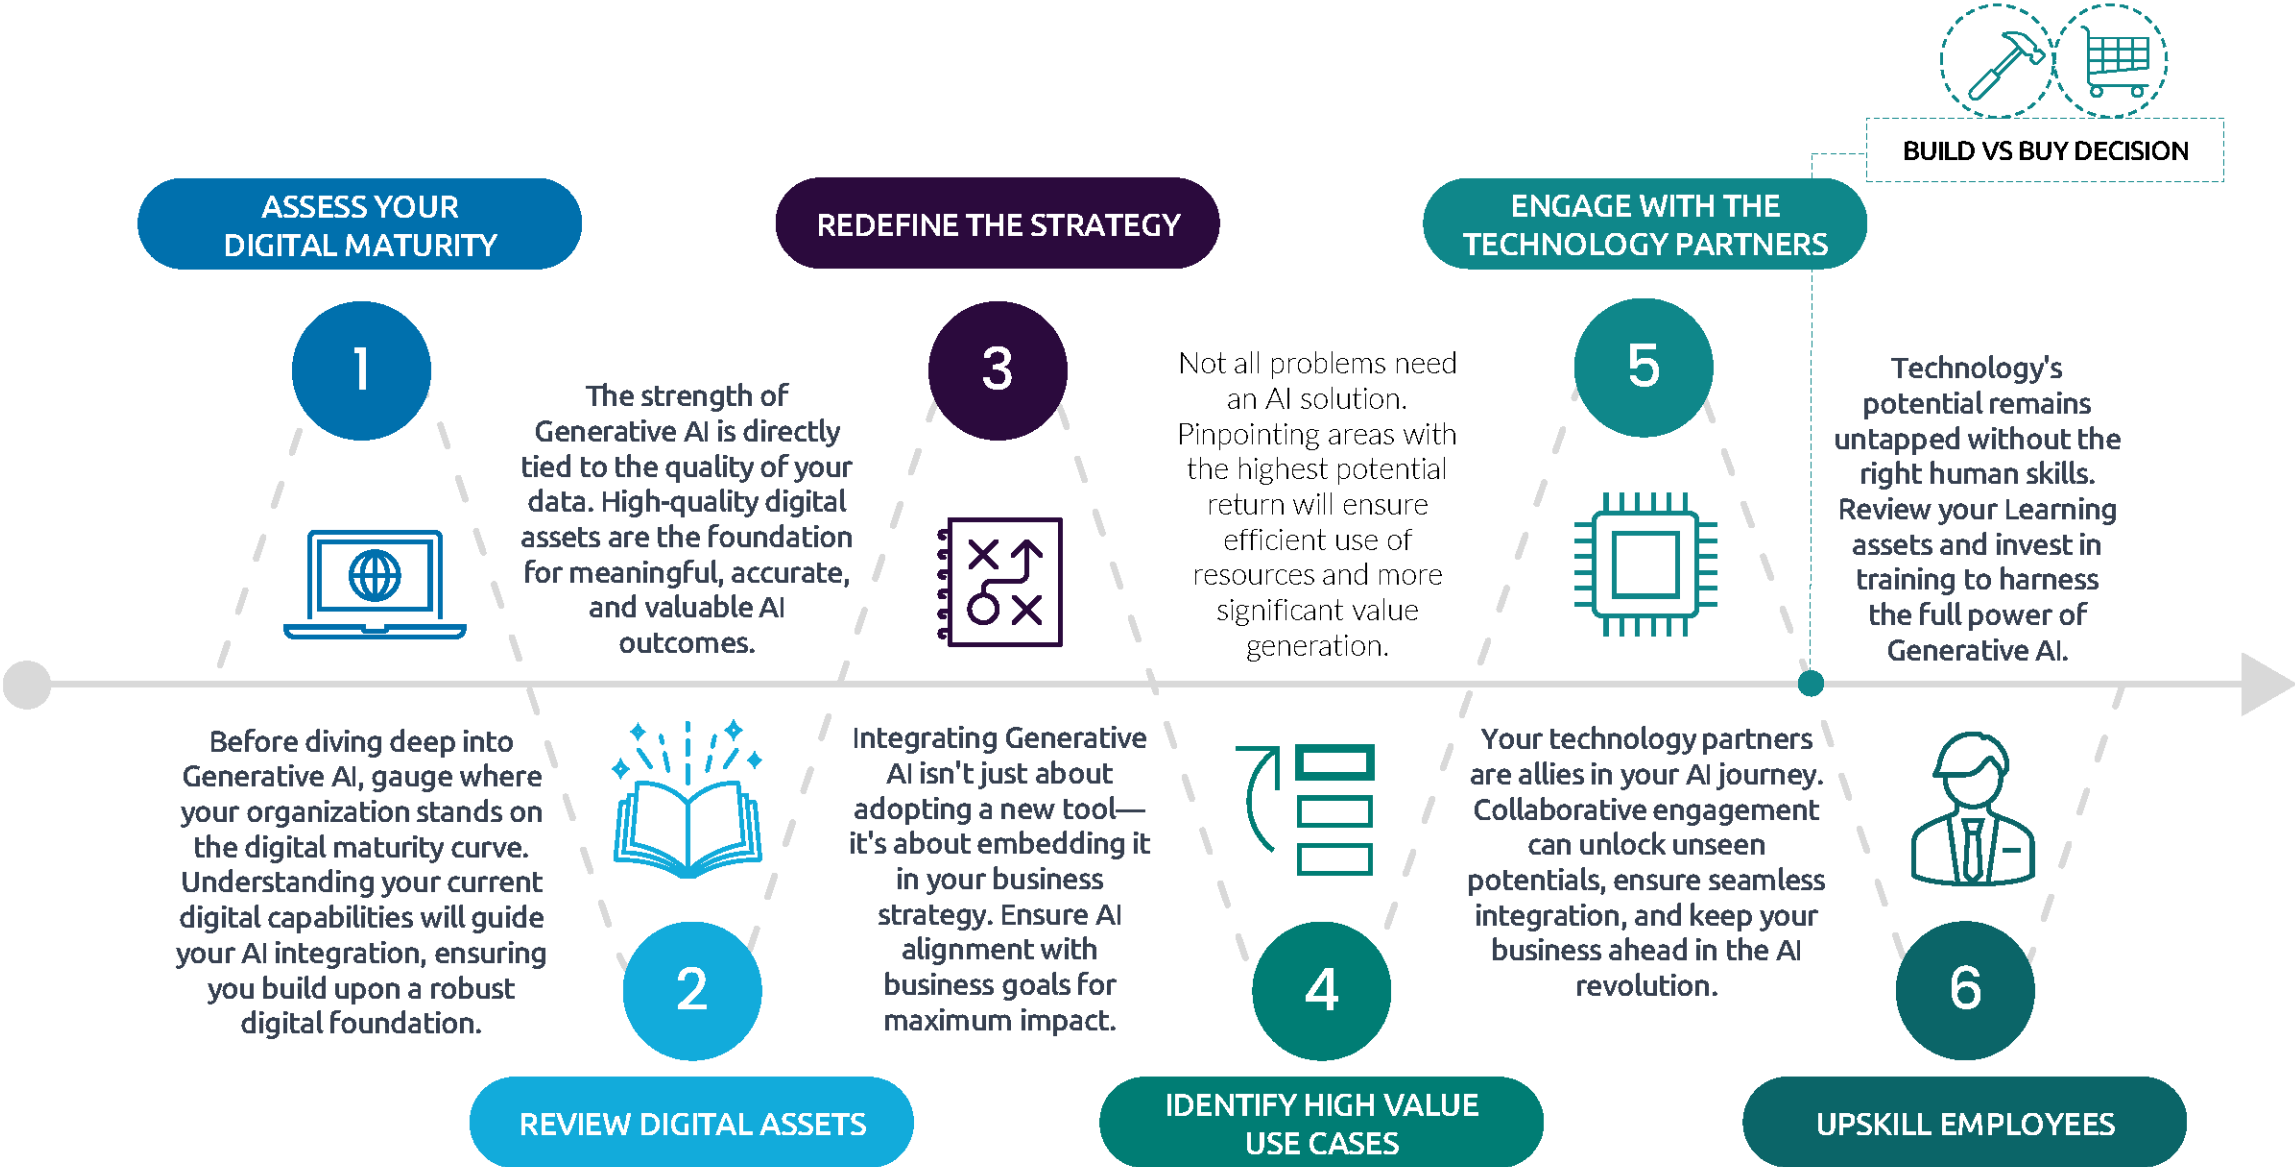 BUILD VS BUY DECISION
ASSESS YOUR
DIGITAL MATURITY
1
Before diving deep into
Generative AI, gauge where
your organization stands on
the digital maturity curve.
Understanding your current
digital capabilities will guide
your AI integration, ensuring
you build upon a robust
digital foundation.
The strength of
Generative AI is directly
tied to the quality of your
data. High-quality digital
assets are the foundation
for meaningful, accurate,
and valuable AI
outcomes.
2
REVIEW DIGITAL ASSETS
REDEFINE THE STRATEGY
3
Integrating Generative
AI isn't just about
adopting a new tool—
it's about embedding it
in your business
strategy. Ensure AI
alignment with
business goals for
maximum impact.
Not all problems need
an AI solution.
Pinpointing areas with
the highest potential
return will ensure
efficient use of
resources and more
significant value
generation.
4
IDENTIFY HIGH VALUE
USE CASES
ENGAGE WITH THE
TECHNOLOGY PARTNERS
5
Your technology partners
are allies in your AI journey.
Collaborative engagement
can unlock unseen
potentials, ensure seamless
integration, and keep your
business ahead in the AI
revolution.
Technology's
potential remains
untapped without the
right human skills.
Review your Learning
assets and invest in
training to harness
the full power of
Generative AI.
6
UPSKILL EMPLOYEES